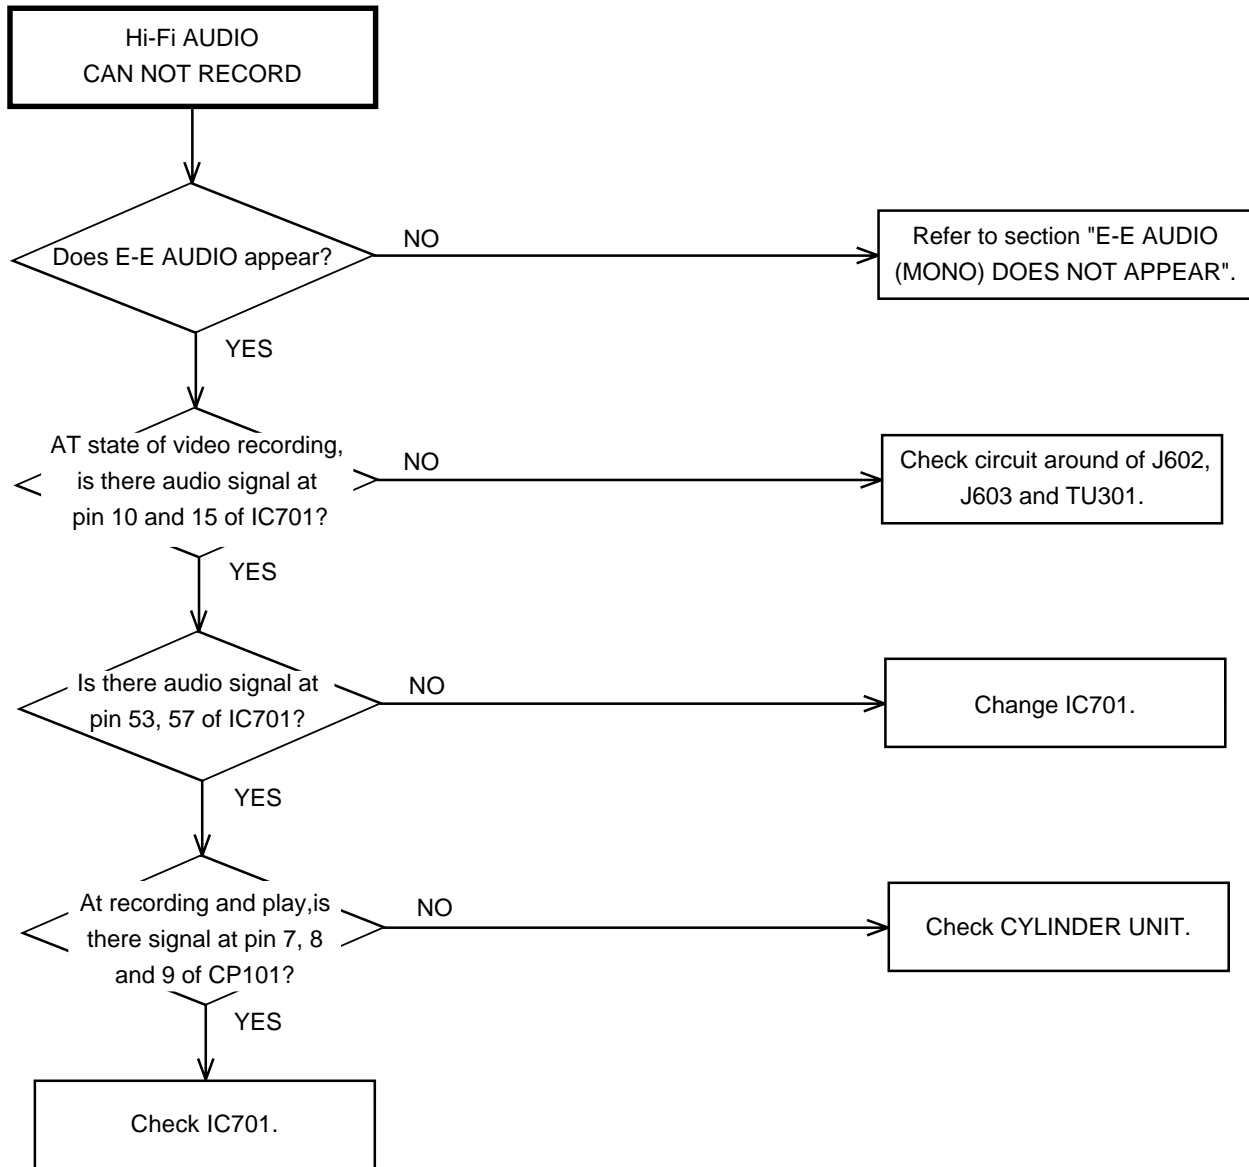 Hi-Fi AUDIO
CAN NOT RECORD
Does E-E AUDIO appear?
NO
Refer to section "E-E AUDIO
(MONO) DOES NOT APPEAR".
YES
AT state of video recording,
is there audio signal at
pin 10 and 15 of IC701?
NO
Check circuit around of J602,
J603 and TU301.
YES
Is there audio signal at
pin 53, 57 of IC701?
NO
Change IC701.
YES
At recording and play,is
there signal at pin 7, 8
and 9 of CP101?
NO
Check CYLINDER UNIT.
YES
Check IC701.